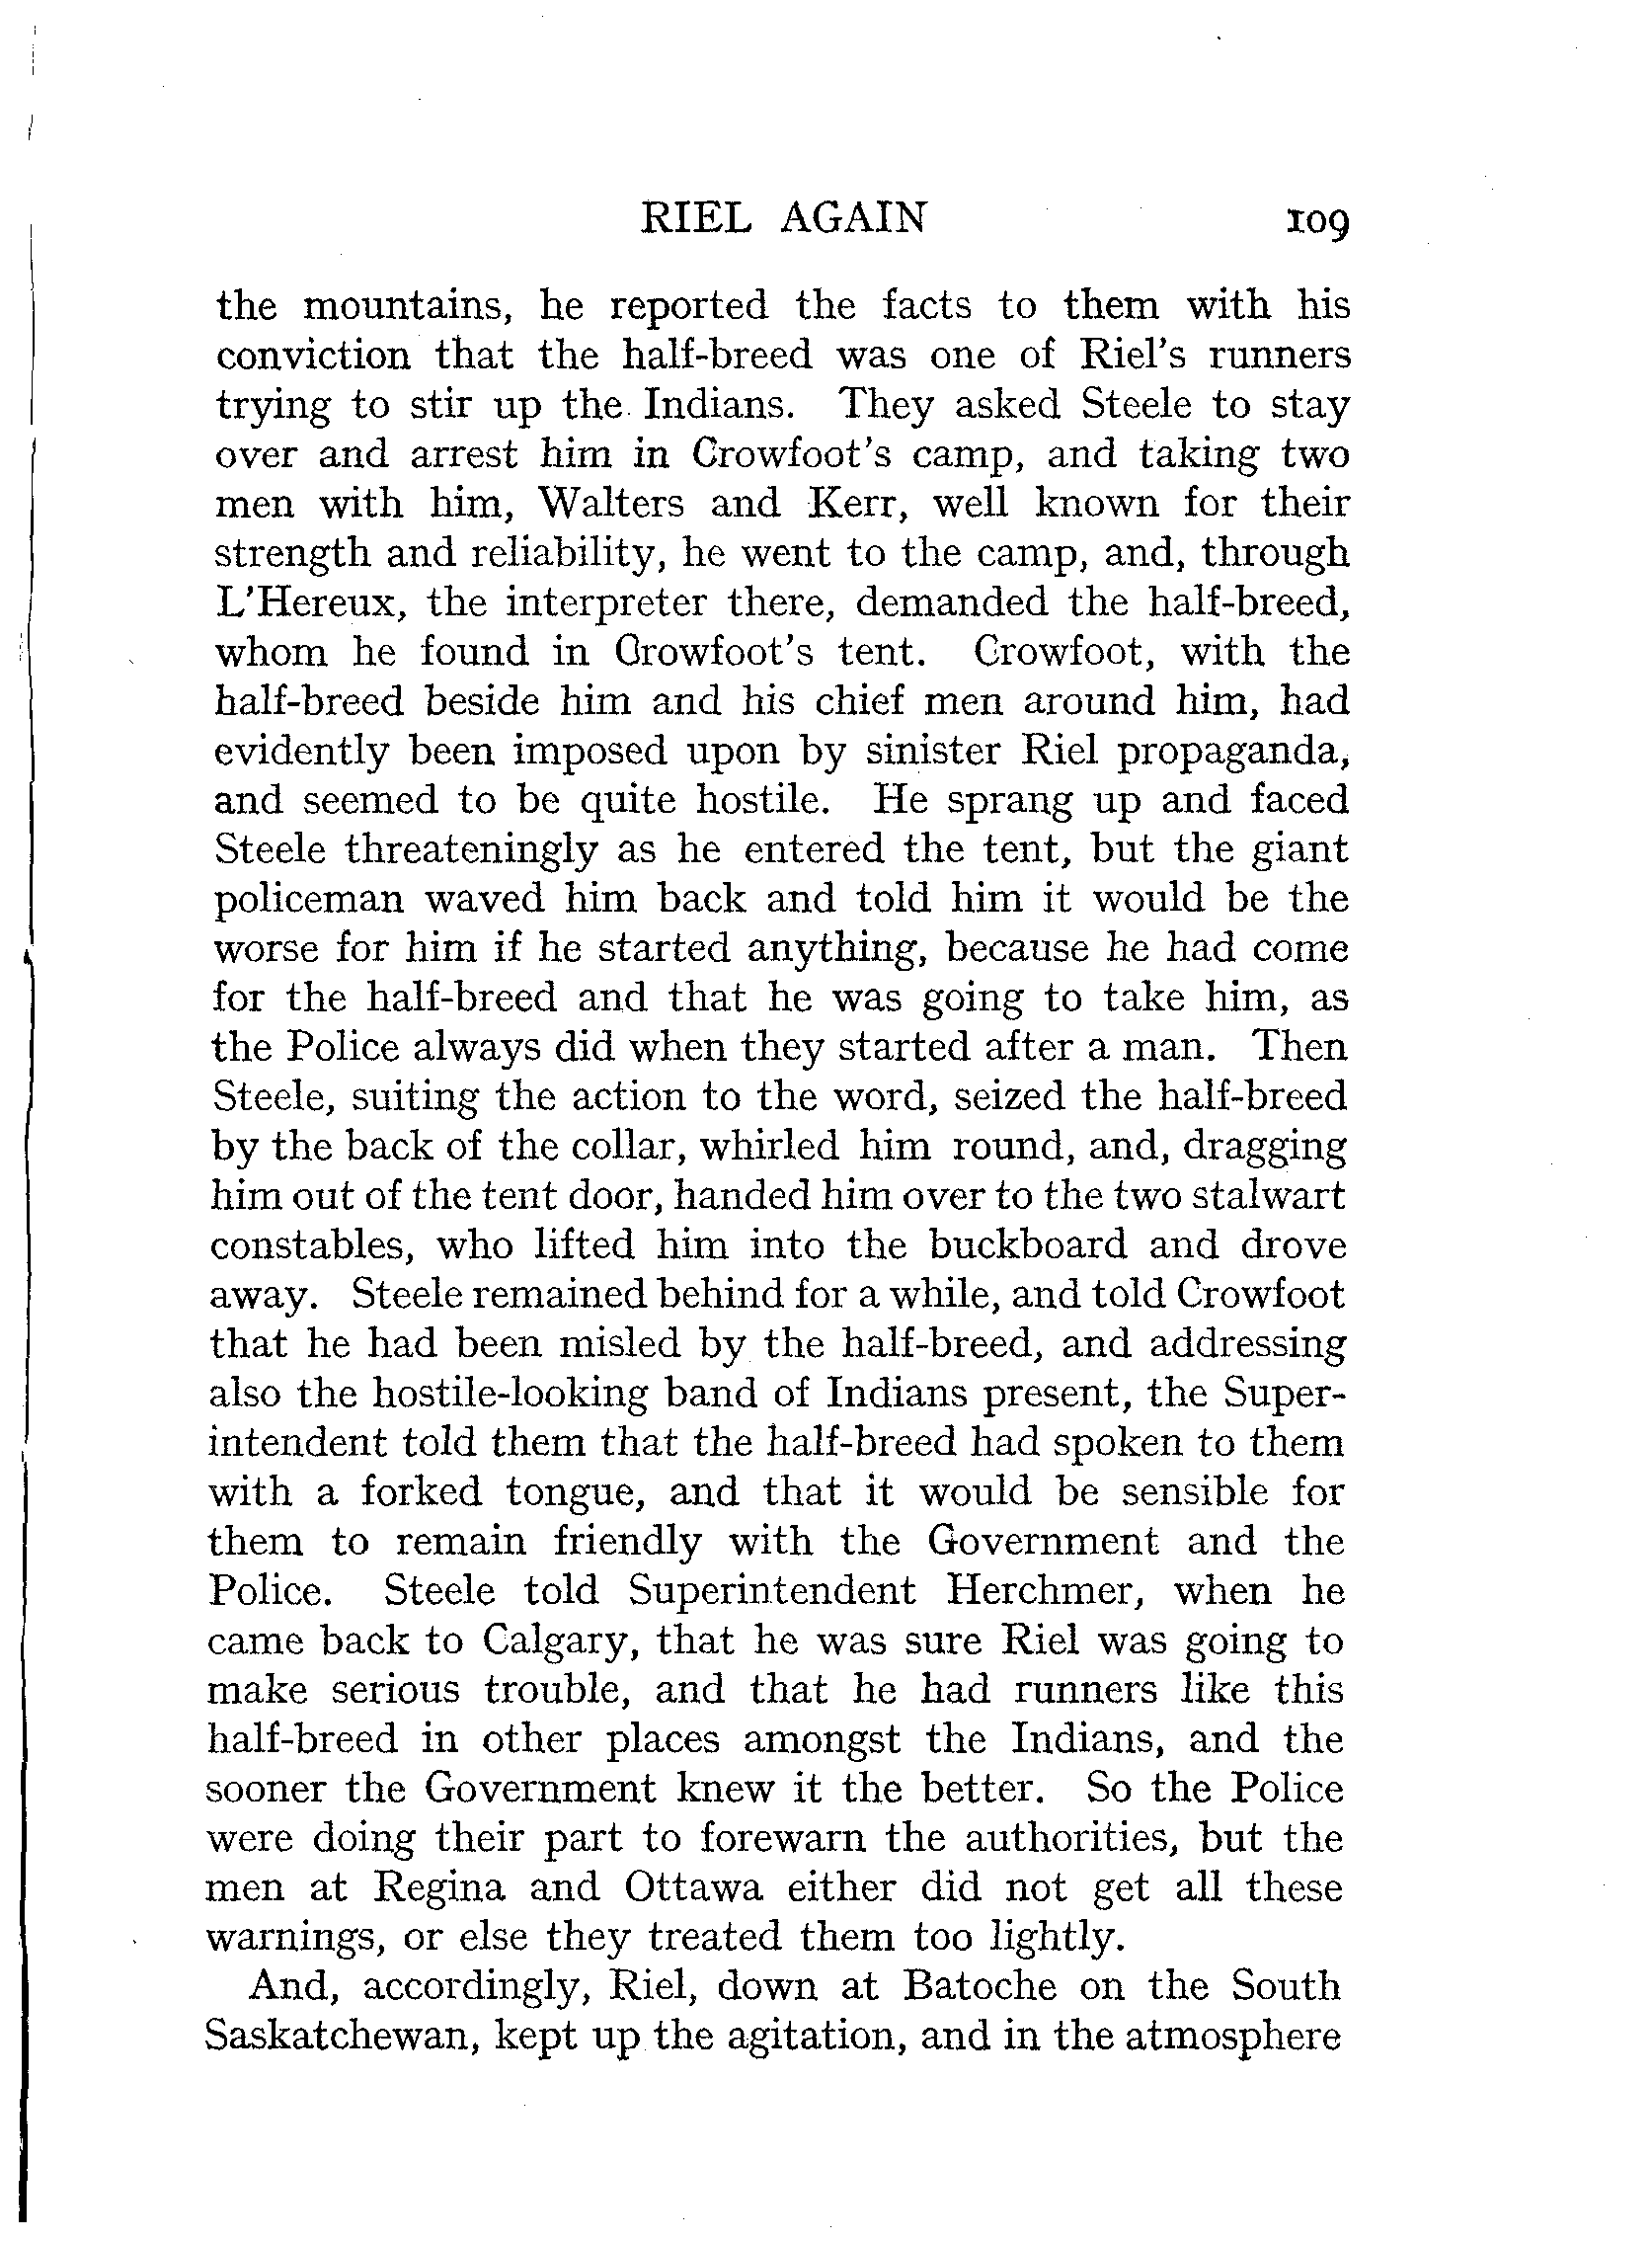 RIEL AGAIN 109
the mountains, he reported the facts to them with his
conviction that the half-breed was one of Riel's runners
trying to stir up the Indians. They asked Steele to stay
over and arrest him in Crowfoot's camp, and taking two
men with him, Walters and Kerr, well known for their
strength and reliability, he went to the camp, and, through
L'Hereux, the interpreter there, demanded the half-breed,
whom he found in Crowfoot's tent. Crowfoot, with the
half-breed beside him and his chief men around him, had
evidently been imposed upon by sinister Riel propaganda,
and seemed to be quite hostile. He sprang up and faced
Steele threateningly as he entered the tent, but the giant
policeman waved him back and told him it would be the
worse for him if he started anything, because he had come
for the half-breed and that he was going to take him, as
the Police always did when they started after a man. Then
Steele, suiting the action to the word, seized the half-breed
by the back of the collar, whirled him round, and, dragging
him out of the tent door, handed him over to the two stalwart
constables, who lifted him into the buckboard and drove
away. Steele remained behind for a while, and told Crowfoot
that he had been misled by the half-breed, and addressing
also the hostile-looking band of Indians present, the Super-
intendent told them that the half-breed had spoken to them
with a forked tongue, and that it would be sensible for
them to remain friendly with the Government and the
Police. Steele told Superintendent Herchmer, when he
came back to Calgary, that he was sure Riel was going to
make serious trouble, and that he had runners like this
half-breed in other places amongst the Indians, and the
sooner the Government knew it the better. So the Police
were doing their part to forewarn the authorities, but the
men at Regina and Ottawa either did not get all these
warnings, or else they treated them too lightly.
And, accordingly, Riel, down at Batoche on the South
Saskatchewan, kept up the agitation, and in the atmosphere